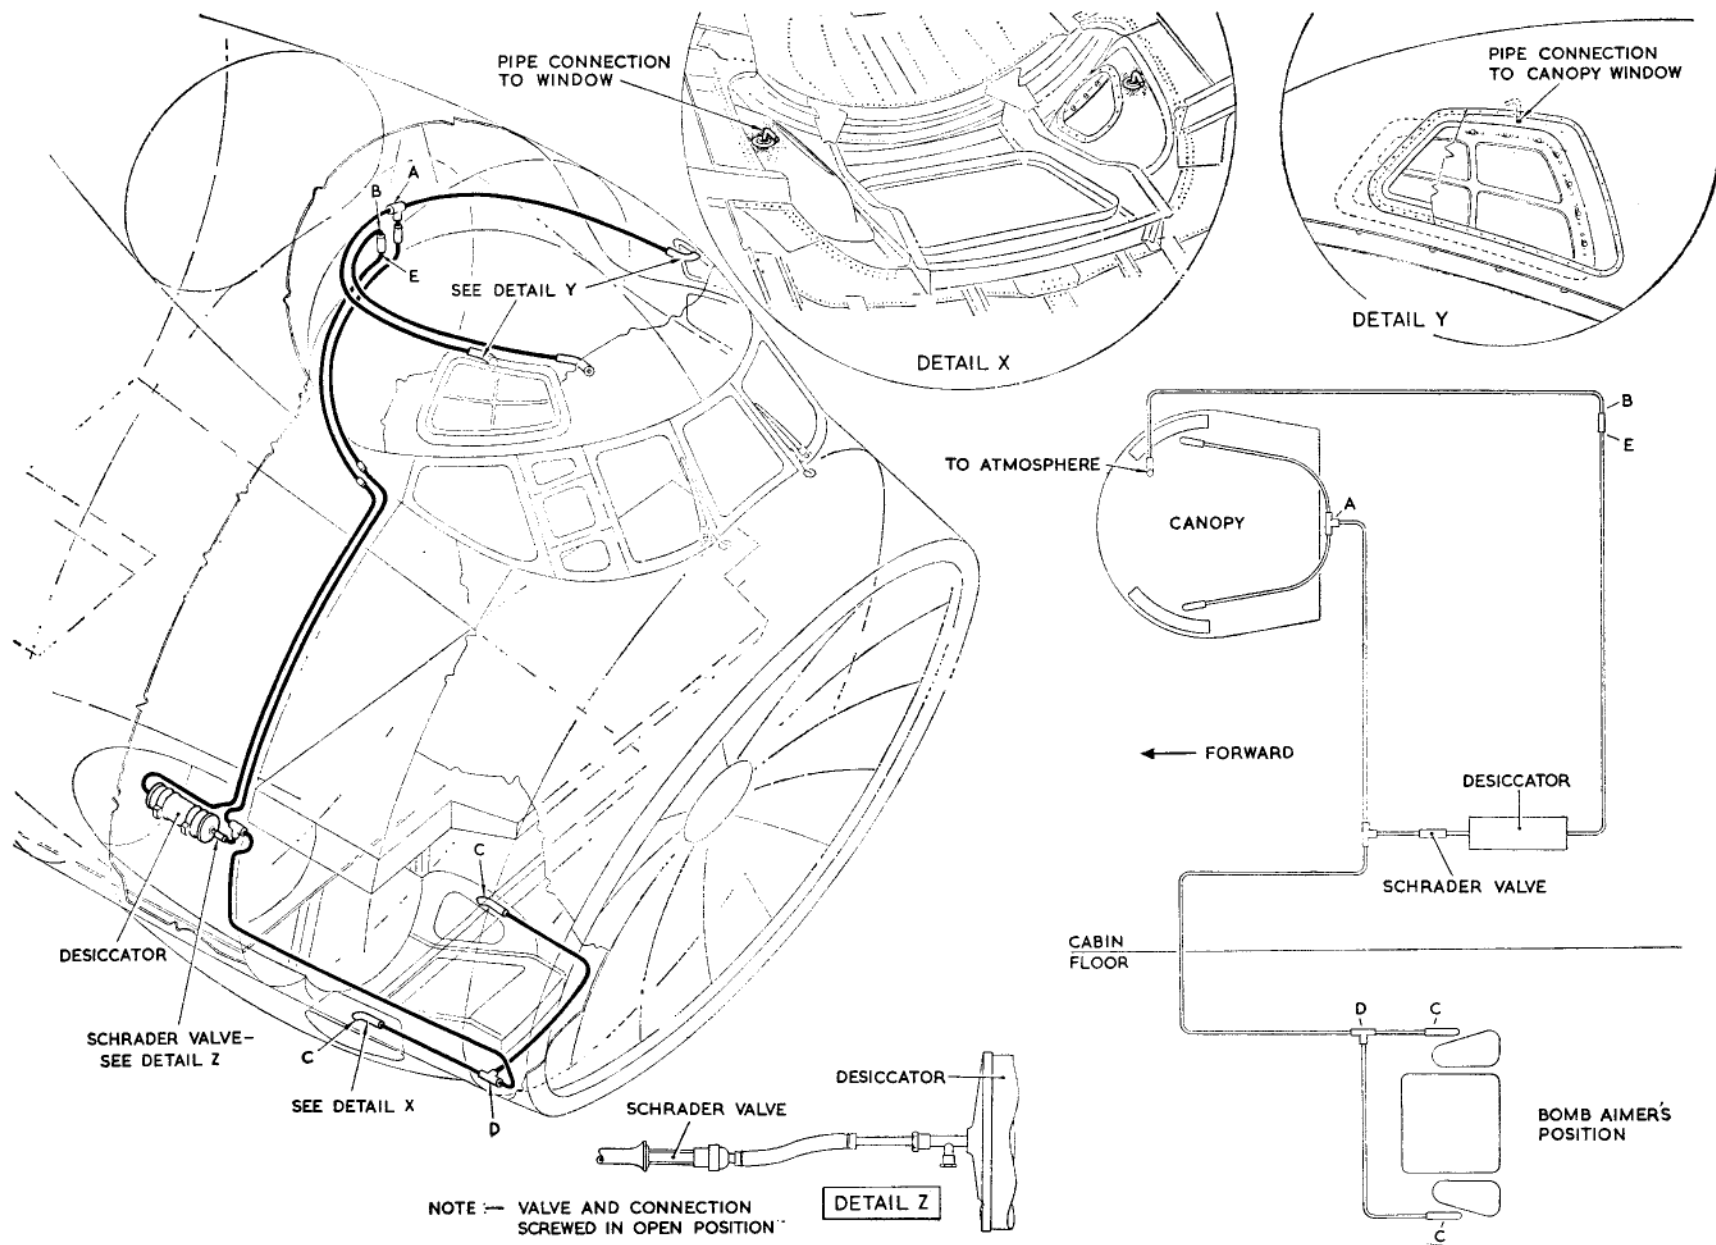 PIPE CONNECTION
TO WINDOW
DETAIL X
PIPE CONNECTION
TO CANOPY WINDOW
DETAIL Y
A
B
E
SEE DETAIL Y
C
DESICCATOR
SCHRADER VALVE-
SEE DETAIL Z
C
SEE DETAIL X
D
B
E
TO ATMOSPHERE
A
CANOPY
FORWARD
DESICCATOR
SCHRADER VALVE
CABIN
FLOOR
D
C
BOMB AIMER'S
POSITION
C
DESICCATOR
SCHRADER VALVE
NOTE :— VALVE AND CONNECTION
SCREWED IN OPEN POSITION
DETAIL Z